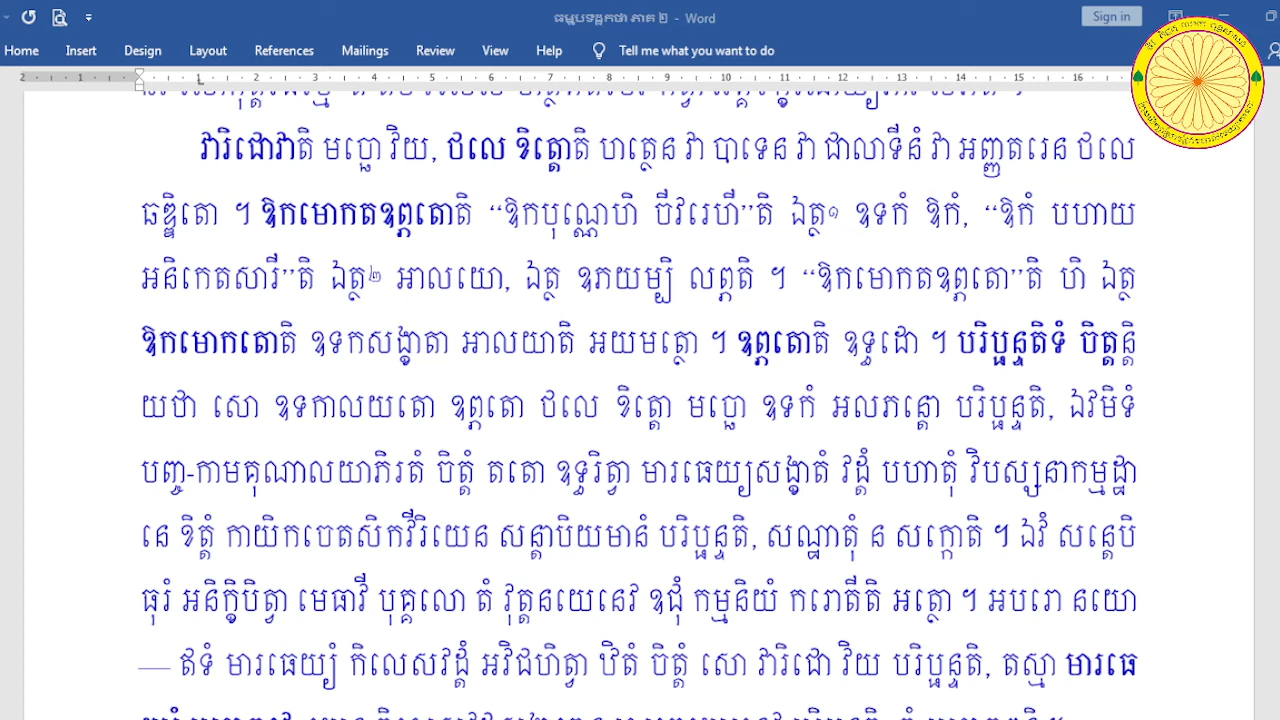 ធម្មបទដ្ឋកថា ភាគ ២ - Word
Sign in
Home Insert Design Layout References Mailings Review View Help Tell me what you want to do
2 1 1 2 3 4 5 6 7 8 9 10 11 12 13 14 15 16
វារិជោវាតិ មច្ឆោ វិយ, ថលេ ខិត្តោតិ ហត្ថេន វា បាទេន វា ជាលាទីនំ វា អញ្ញតរេន ថលេ
ឆឌ្ឌិតោ ។ ឱកមោកតឧព្ភតោតិ “ឱកបុណ្ណេហិ ចីវរេហី”តិ ឯត្ថ១ ឧទកំ ឱកំ, “ឱកំ បហាយ
អនិកេតសារី”តិ ឯត្ថ២ អាលយោ, ឯត្ថ ឧភយម្បិ លព្ភតិ ។ “ឱកមោកតឧព្ភតោ”តិ ហិ ឯត្ថ
ឱកមោកតោតិ ឧទកសង្ខាតា អាលយាតិ អយមត្ថោ ។ ឧព្ភតោតិ ឧទ្ធដោ ។ បរិប្ផន្ទតិទំ ចិត្តន្តិ
យថា សោ ឧទកាលយតោ ឧព្ភតោ ថលេ ខិត្តោ មច្ឆោ ឧទកំ អលភន្តោ បរិប្ផន្ទតិ, ឯវមិទំ
បញ្ច-កាមគុណាលយាភិរតំ ចិត្តំ តតោ ឧទ្ធរិត្វា មារធេយ្យសង្ខាតំ វដ្ដំ បហាតុំ វិបស្សនាកម្មដ្ឋា
នេ ខិត្តំ កាយិកចេតសិកវីរិយេន សន្តាបិយមានំ បរិប្ផន្ទតិ, សណ្ឋាតុំ ន សក្កោតិ ។ ឯវំ សន្តេបិ
ធុរំ អនិក្ខិបិត្វា មេធាវី បុគ្គលោ តំ វុត្តនយេនេវ ឧជុំ កម្មនិយំ ករោតីតិ អត្ថោ ។ អបរោ នយោ
— ឥទំ មារធេយ្យំ កិលេសវដ្ដំ អវិជហិត្វា ឋិតំ ចិត្តំ សោ វារិជោ វិយ បរិប្ផន្ទតិ, តស្មា មារធេ